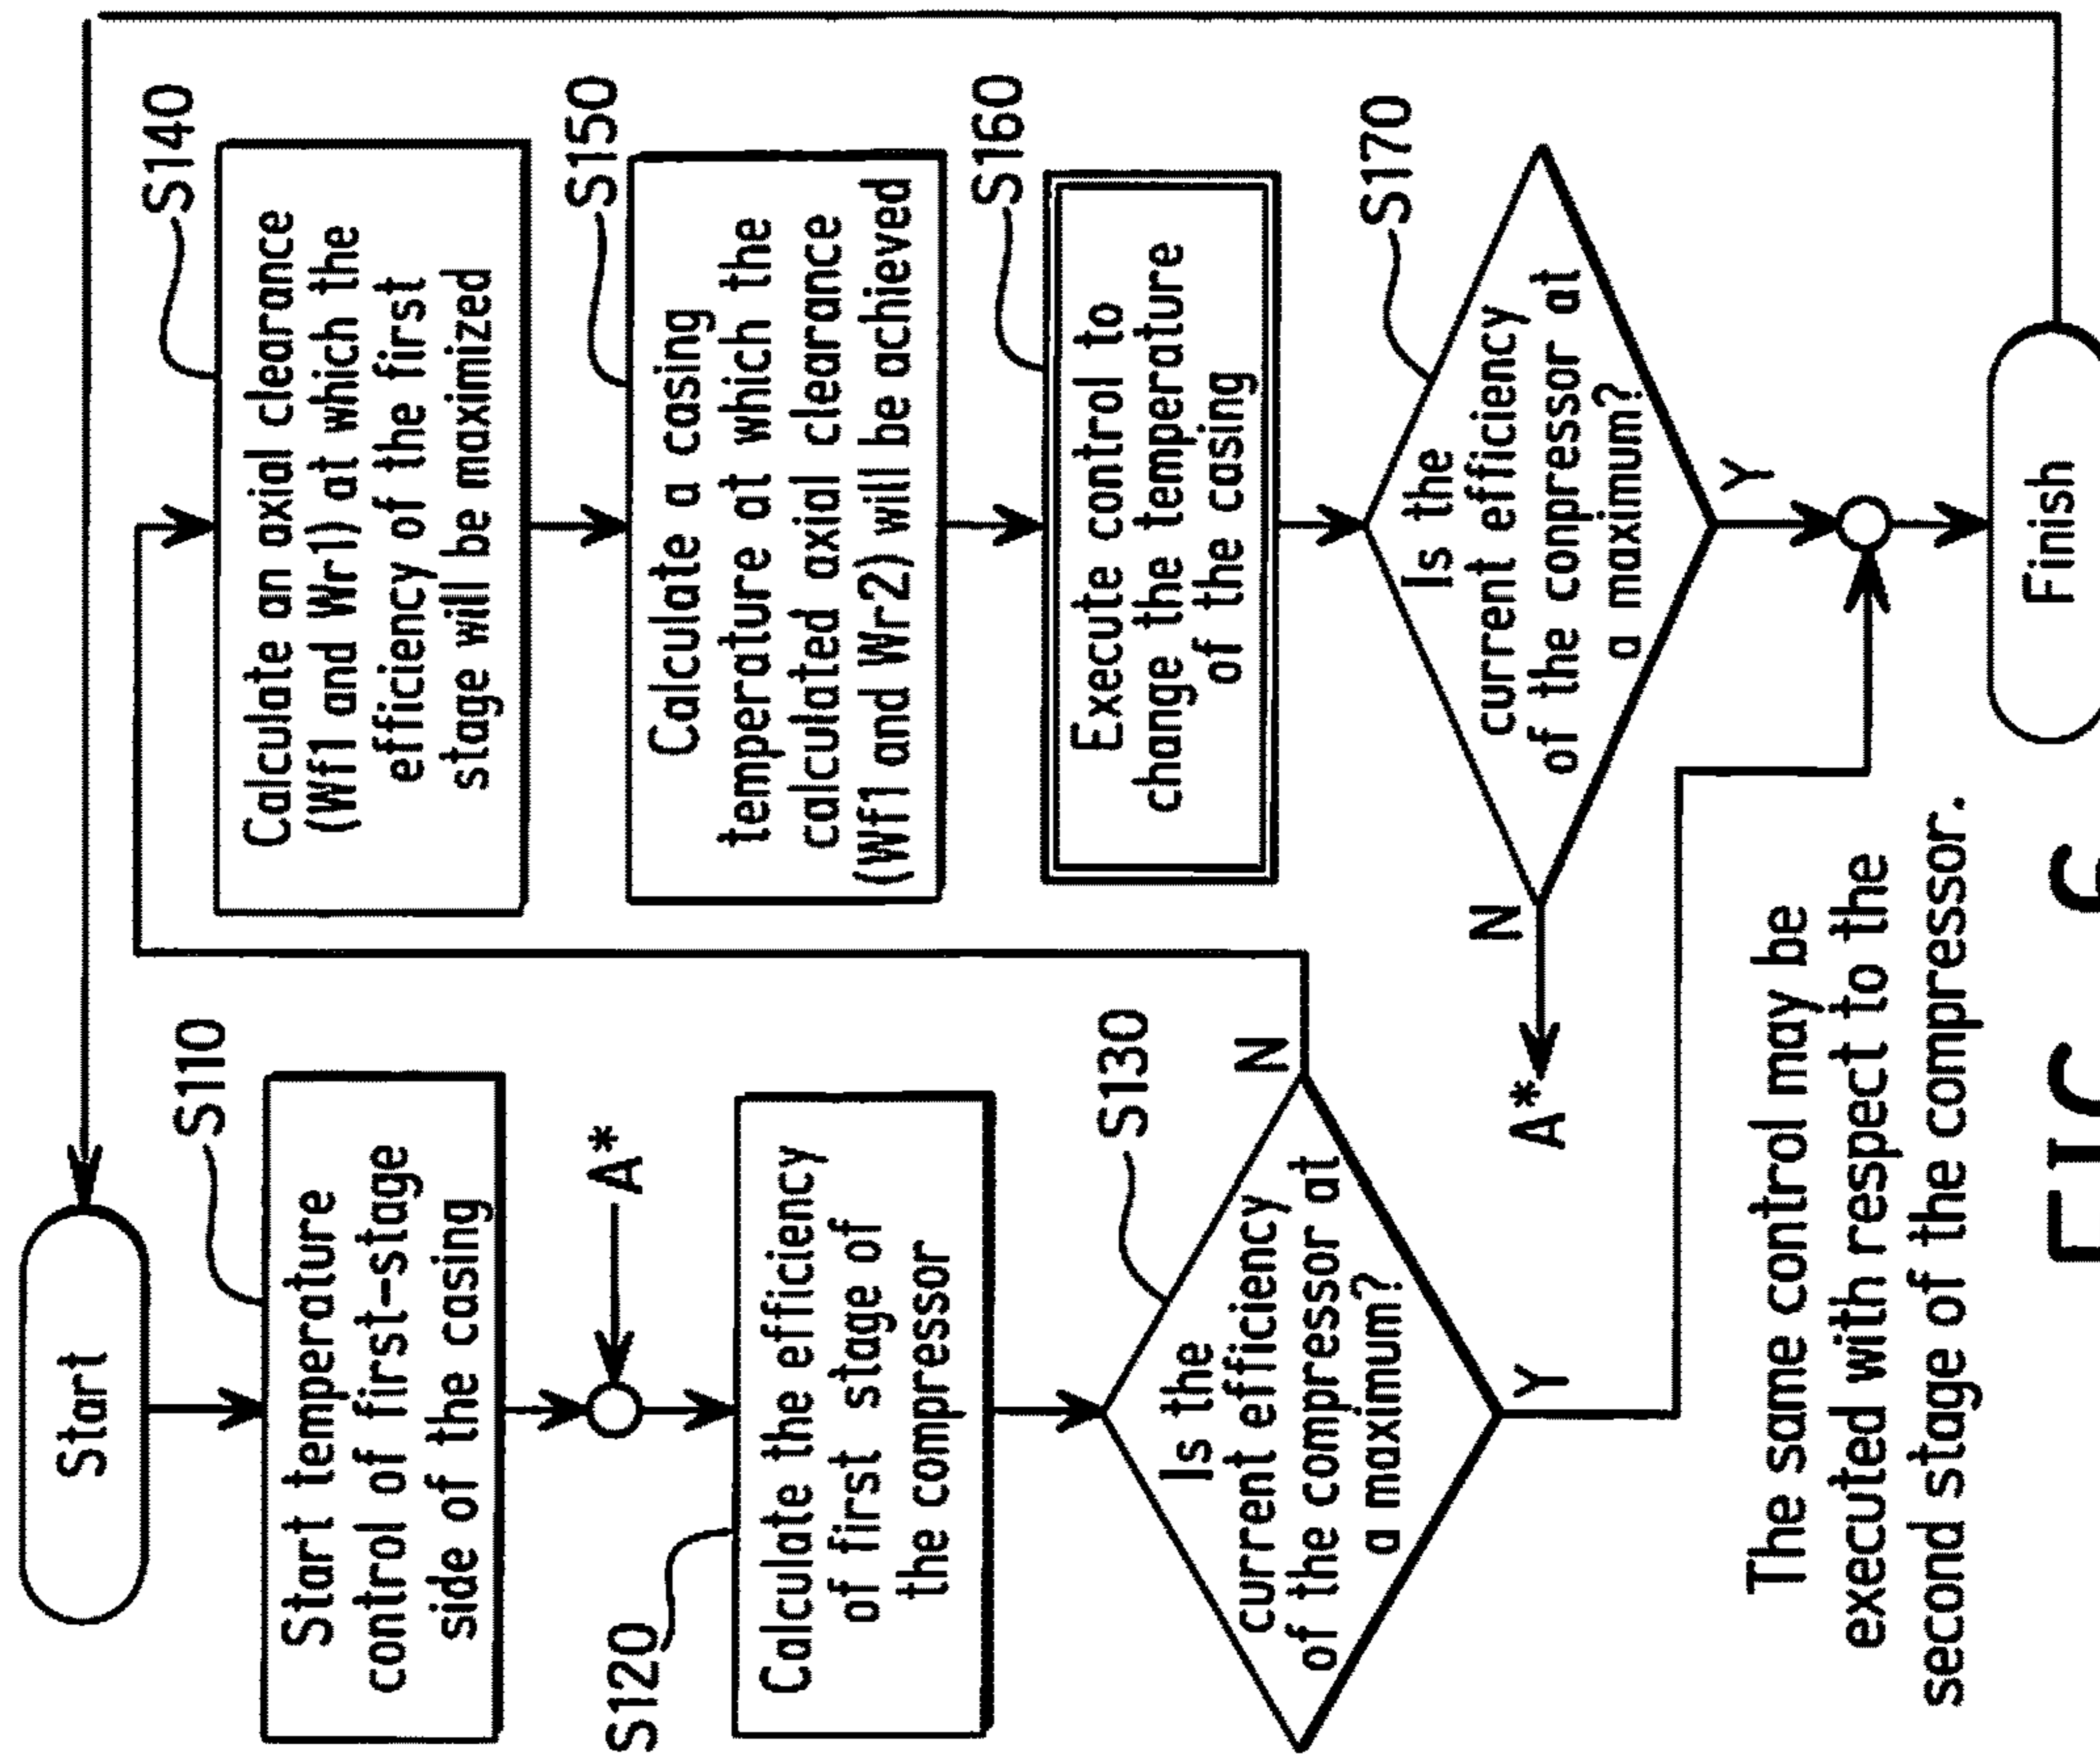 Start
S110
Start temperature
control of first-stage
side of the casing
A*
S120
Calculate the efficiency
of first stage of
the compressor
S130
Is the
current efficiency
of the compressor at
a maximum?
N
Y
S140
Calculate an axial clearance
(Wf1 and Wr1) at which the
efficiency of the first
stage will be maximized
S150
Calculate a casing
temperature at which the
calculated axial clearance
(Wf1 and Wr2) will be achieved
S160
Execute control to
change the temperature
of the casing
S170
Is the
current efficiency
of the conpressor at
a maximum?
N
A*
Y
Finish
The same control may be
executed with respect to the
second stage of the compressor.